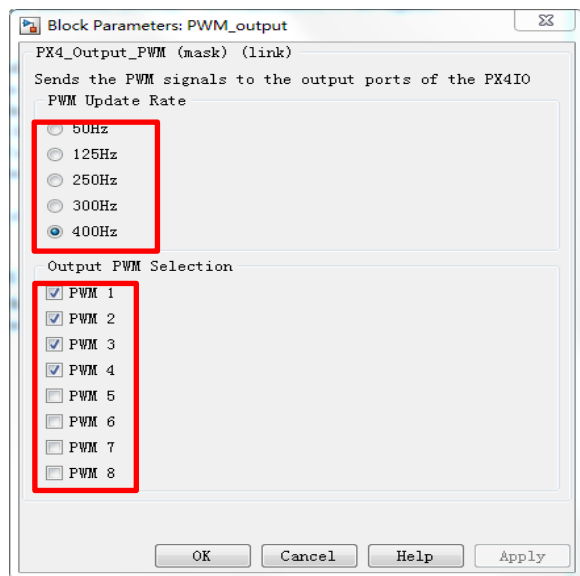 Block Parameters: PWM_output
PX4_Output_PWM (mask) (link)
Sends the PWM signals to the output ports of the PX4IO
PWM Update Rate
50Hz
125Hz
250Hz
300Hz
400Hz
Output PWM Selection
PWM 1
PWM 2
PWM 3
PWM 4
PWM 5
PWM 6
PWM 7
PWM 8
OK Cancel Help Apply